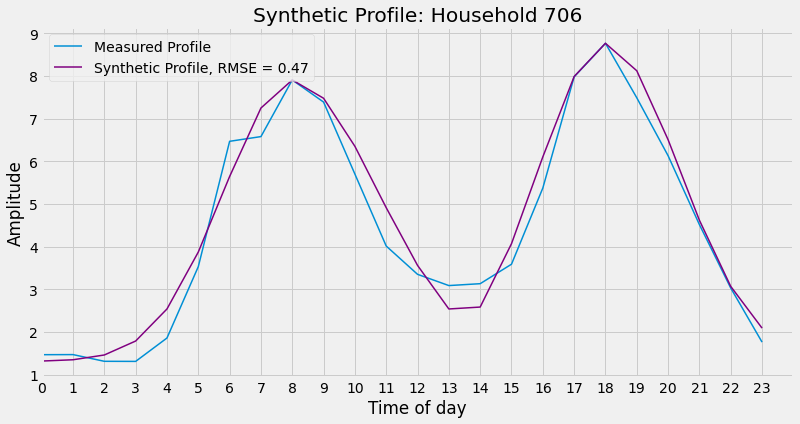 Synthetic Profile: Household 706
Measured Profile
Synthetic Profile, RMSE = 0.47
Amplitude
9
8
7
6
5
4
3
2
1
0 1 2 3 4 5 6 7 8 9 10 11 12 13 14 15 16 17 18 19 20 21 22 23
Time of day